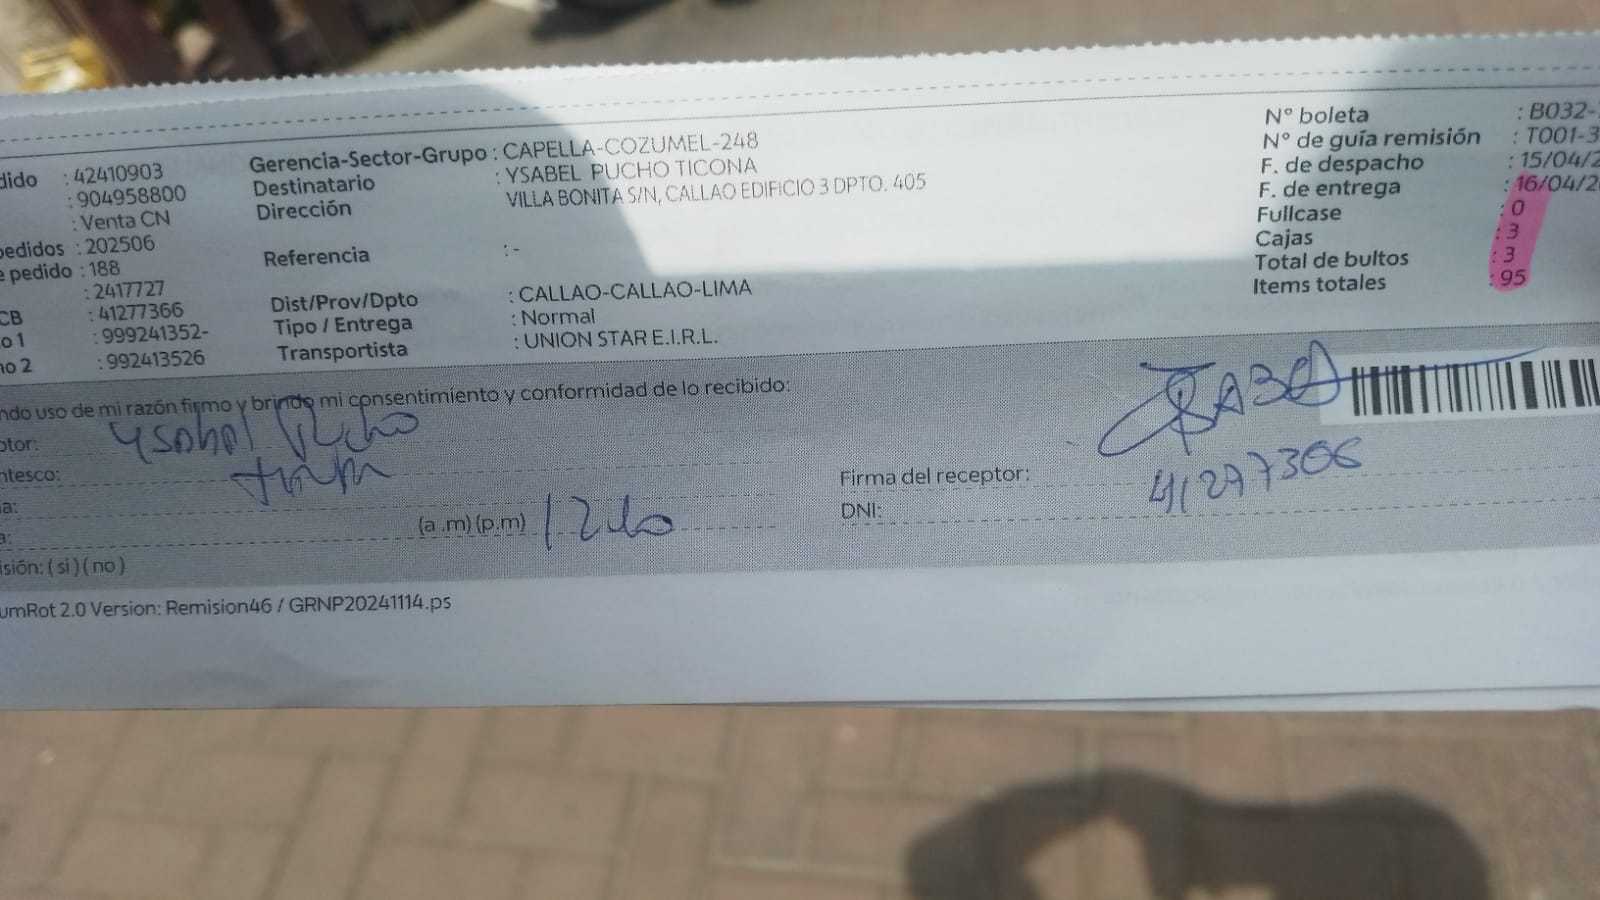 dido : 42410903
: 904958800
: Venta CN
pedidos : 202506
e pedido : 188
: 2417727
CB : 41277366
o 1 : 999241352-
no 2 : 992413526
Gerencia-Sector-Grupo : CAPELLA-COZUMEL-248
Destinatario : YSABEL PUCHO TICONA
Dirección VILLA BONITA S/N, CALLAO EDIFICIO 3 DPTO. 405
Referencia : -
Dist/Prov/Dpto : CALLAO-CALLAO-LIMA
Tipo / Entrega : Normal
Transportista : UNION STAR E.I.R.L.
N° boleta : B032-
N° de guía remisión : T001-3
F. de despacho : 15/04/2
F. de entrega : 16/04/20
Fullcase : 0
Cajas : 3
Total de bultos : 3
Items totales : 95
ndo uso de mi razón firmo y brindo mi consentimiento y conformidad de lo recibido:
ptor: Ysabel Pucho
ntesco:
a:
a: (a .m) (p.m)
Firma del receptor:
DNI: 41277306
isión: ( si ) ( no )
umRot 2.0 Version: Remision46 / GRNP20241114.ps